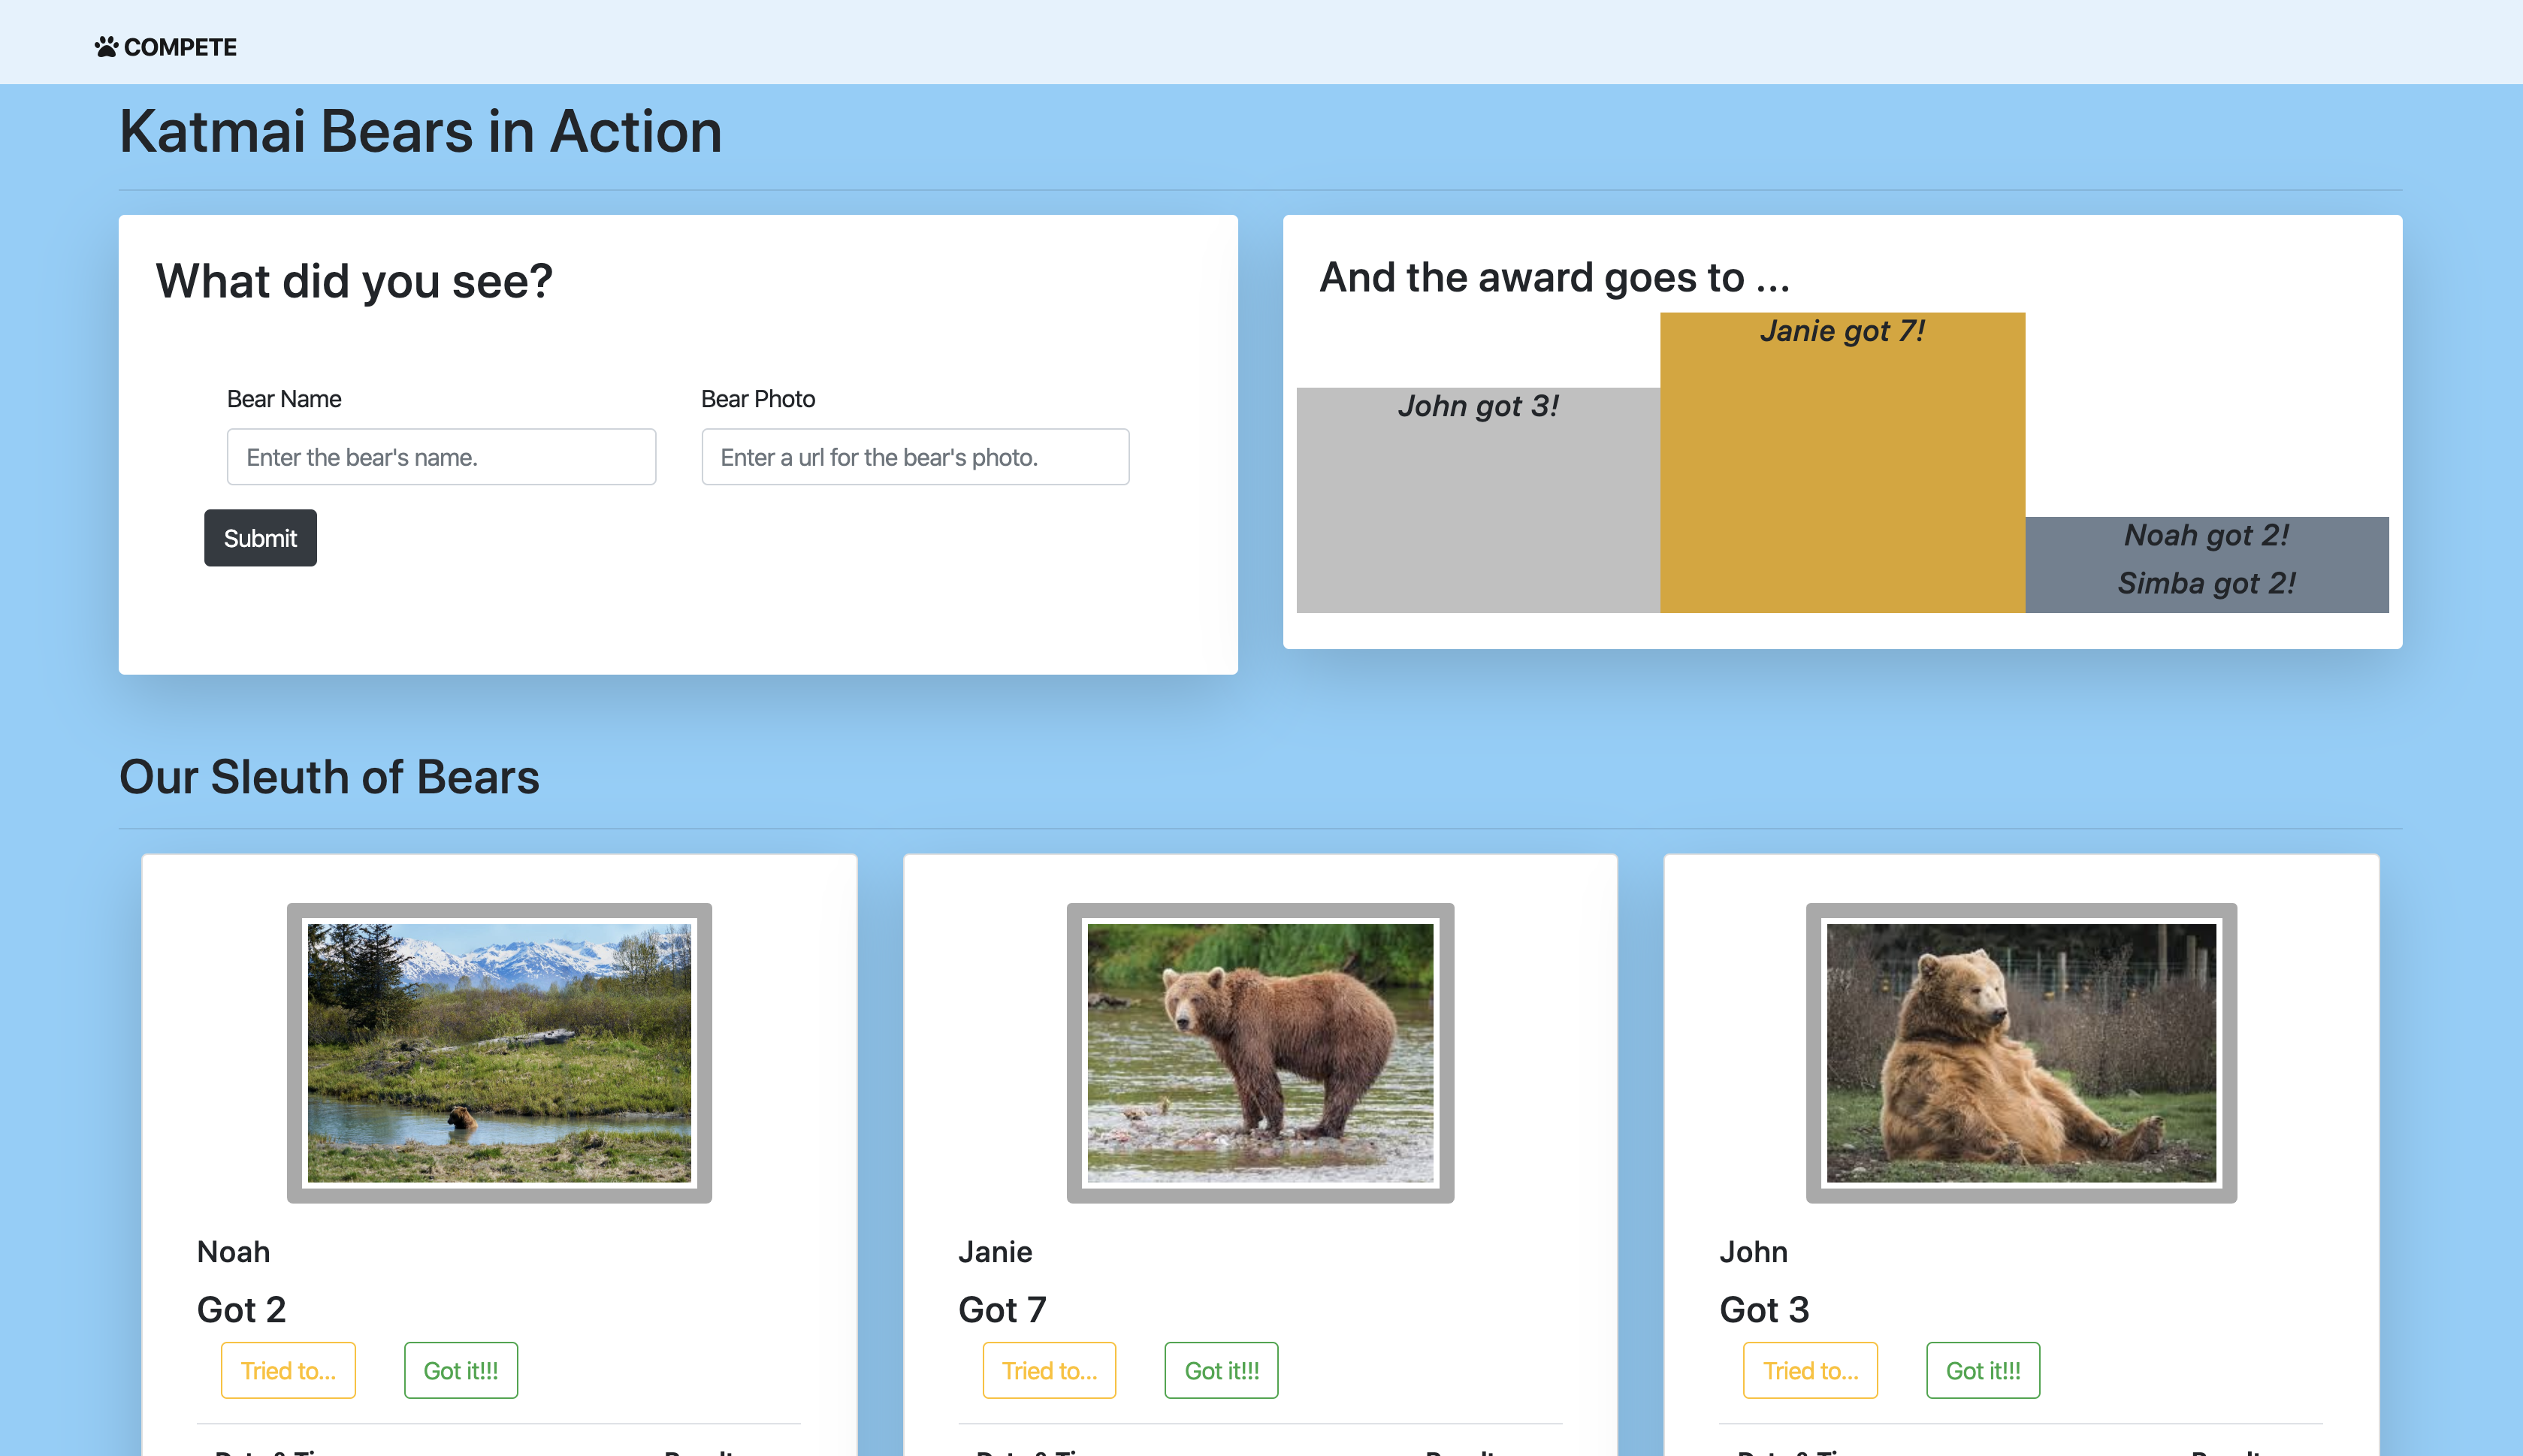 COMPETE
Katmai Bears in Action
What did you see?
Bear Name
Bear Photo
Enter the bear's name.
Enter a url for the bear's photo.
Submit
And the award goes to ...
John got 3!
Janie got 7!
Noah got 2!
Simba got 2!
Our Sleuth of Bears
Noah
Got 2
Tried to...
Got it!!!
Janie
Got 7
Tried to...
Got it!!!
John
Got 3
Tried to...
Got it!!!